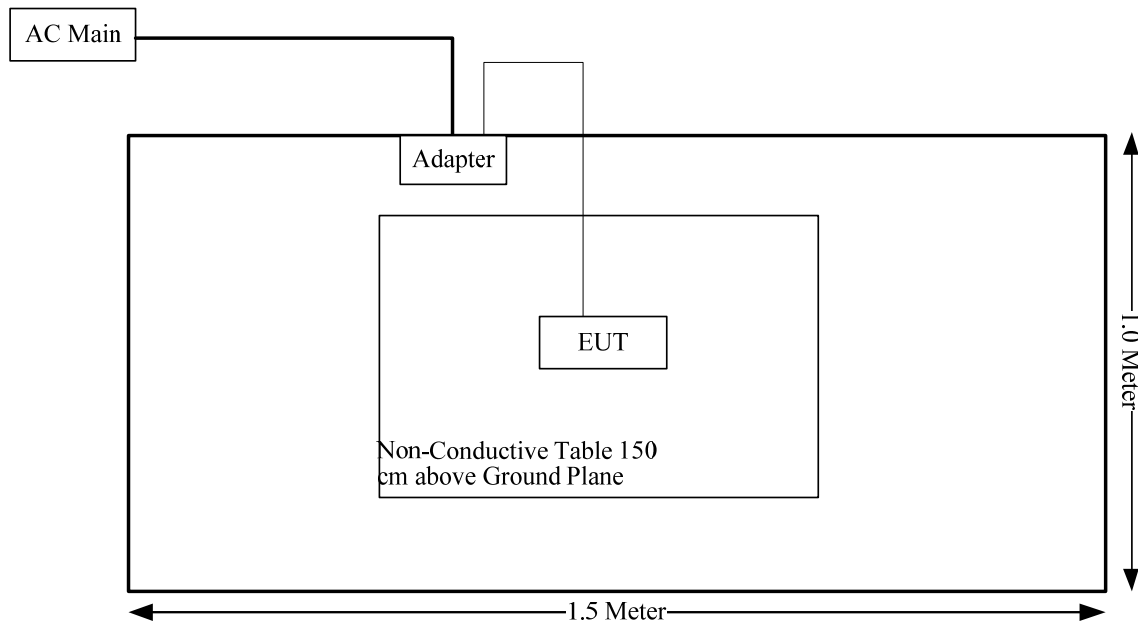 AC Main
Adapter
EUT
Non-Conductive Table 150
cm above Ground Plane
1.0 Meter
1.5 Meter